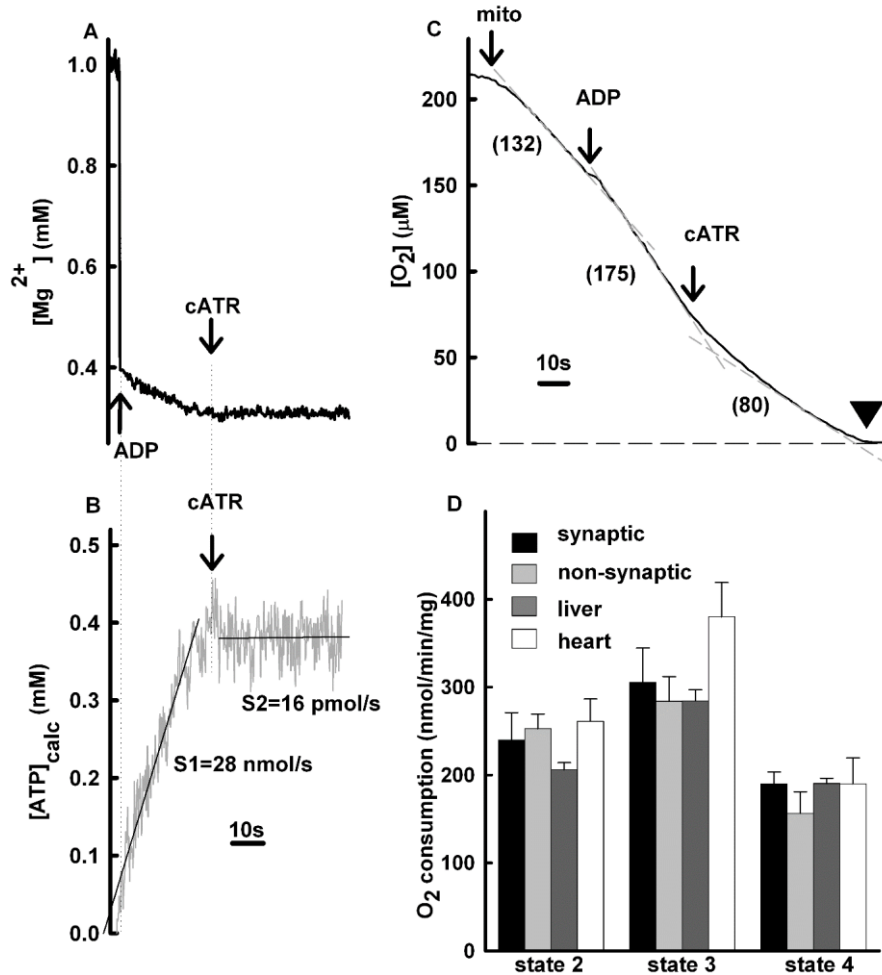 A
1.0
0.8
0.6
0.4
[Mg2+] (mM)
cATR
ADP
B
cATR
0.5
0.4
0.3
0.2
0.1
0.0
[ATP]calc (mM)
S2=16 pmol/s
S1=28 nmol/s
10s
C
mito
ADP
cATR
200
150
100
50
0
[O2] (μM)
(132)
(175)
(80)
10s
D
synaptic
non-synaptic
liver
heart
400
300
200
100
0
O2 consumption (nmol/min/mg)
state 2
state 3
state 4